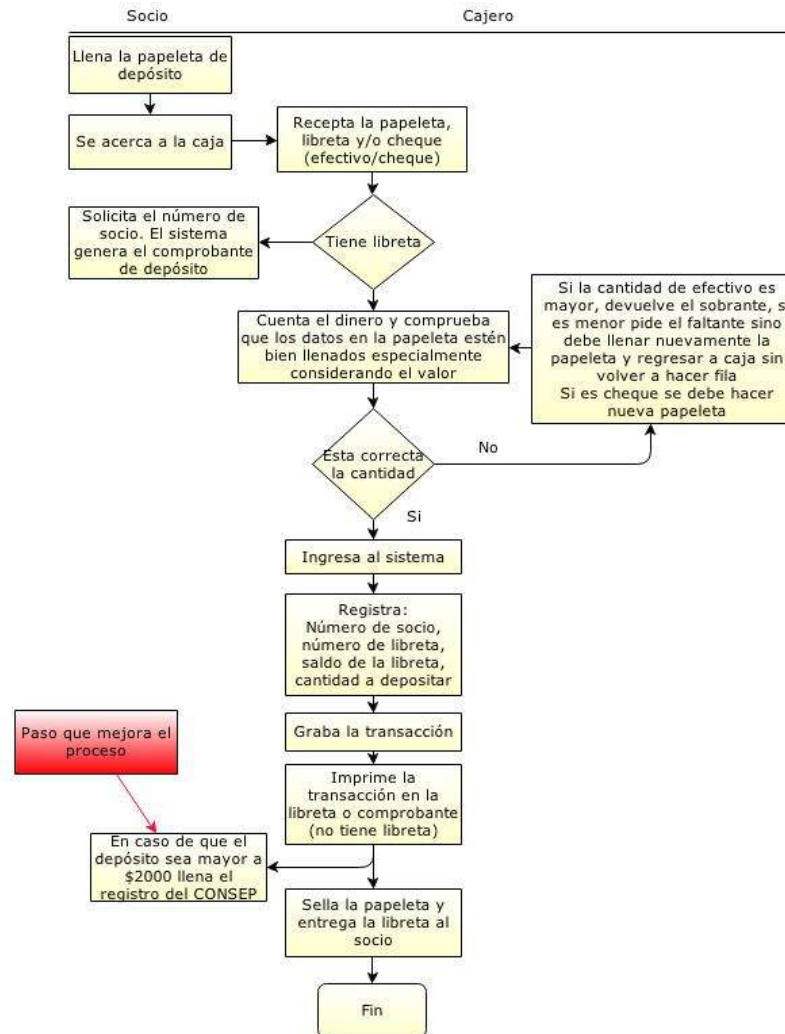 Socio
Cajero
Llena la papeleta de
depósito
Se acerca a la caja
Recepta la papeleta,
libreta y/o cheque
(efectivo/cheque)
Tiene libreta
Solicita el número de
socio. El sistema
genera el comprobante
de depósito
Cuenta el dinero y comprueba
que los datos en la papeleta estén
bien llenados especialmente
considerando el valor
Si la cantidad de efectivo es
mayor, devuelve el sobrante, s
es menor pide el faltante sino
debe llenar nuevamente la
papeleta y regresar a caja sin
volver a hacer fila
Si es cheque se debe hacer
nueva papeleta
Esta correcta
la cantidad
No
Si
Ingresa al sistema
Registra:
Número de socio,
número de libreta,
saldo de la libreta,
cantidad a depositar
Graba la transacción
Paso que mejora el
proceso
Imprime la
transacción en la
libreta o comprobante
(no tiene libreta)
En caso de que el
depósito sea mayor a
$2000 llena el
registro del CONSEP
Sella la papeleta y
entrega la libreta al
socio
Fin